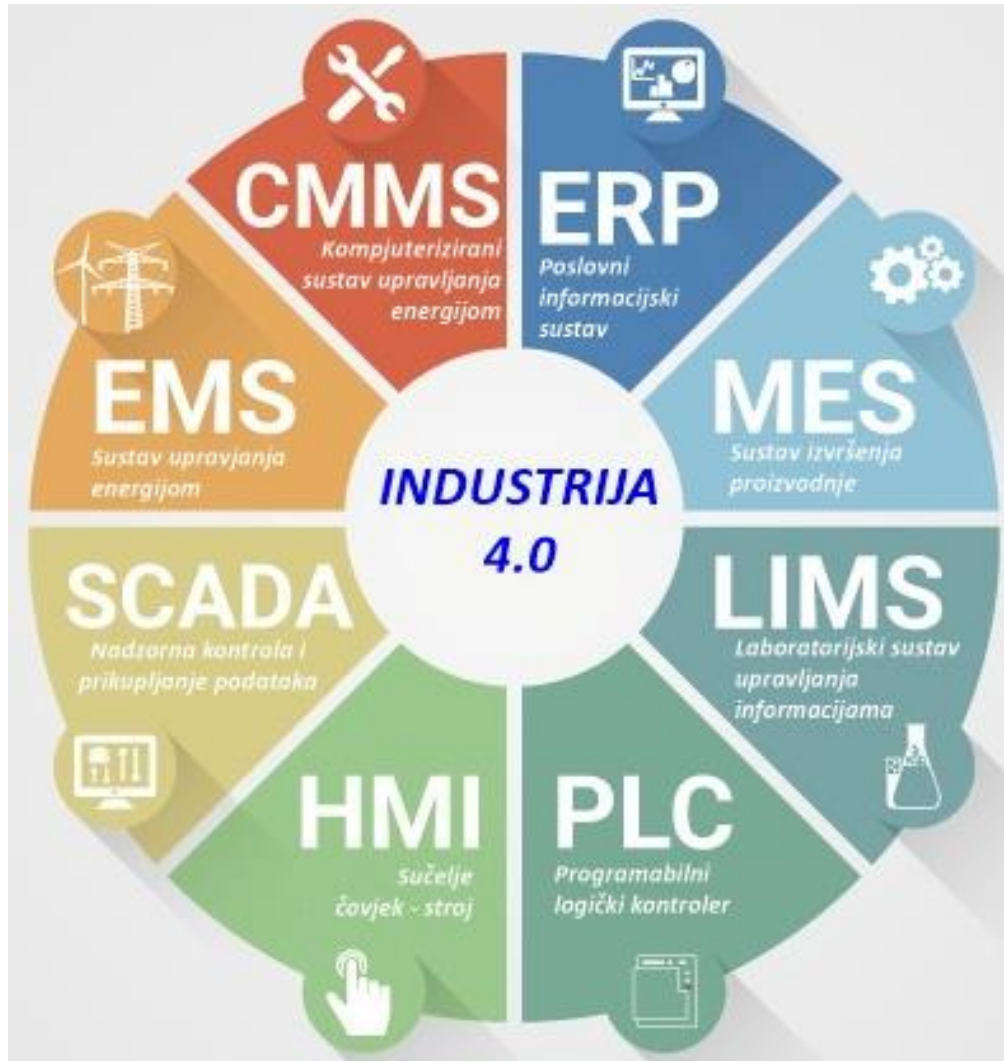 CMMS
Kompjuterizirani
sustav upravljanja
energijom
ERP
Poslovni
informacijski
sustav
MES
Sustav izvršenja
proizvodnje
LIMS
Laboratorijski sustav
upravljanja
informacijama
PLC
Programabilni
logički kontroler
HMI
Sučelje
čovjek - stroj
SCADA
Nadzorna kontrola i
prikupljanje podataka
EMS
Sustav upravjanja
energijom
INDUSTRIJA
4.0